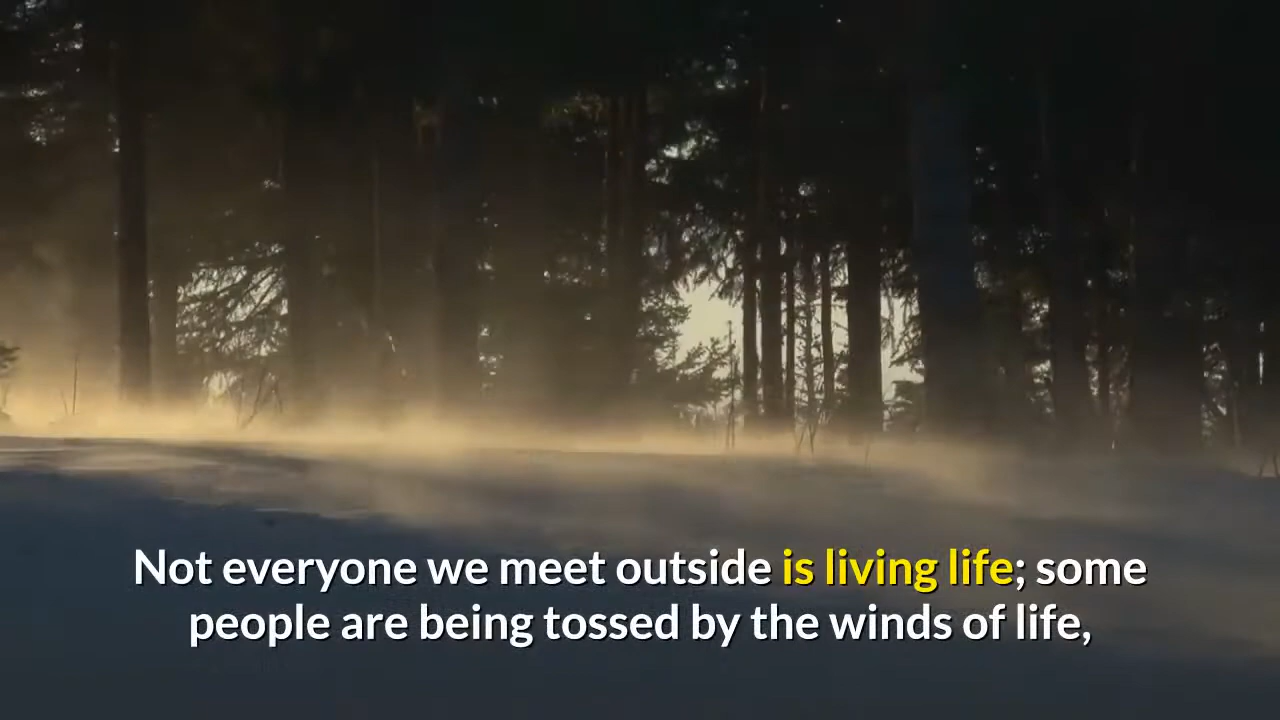 Not everyone we meet outside is living life; some
people are being tossed by the winds of life,